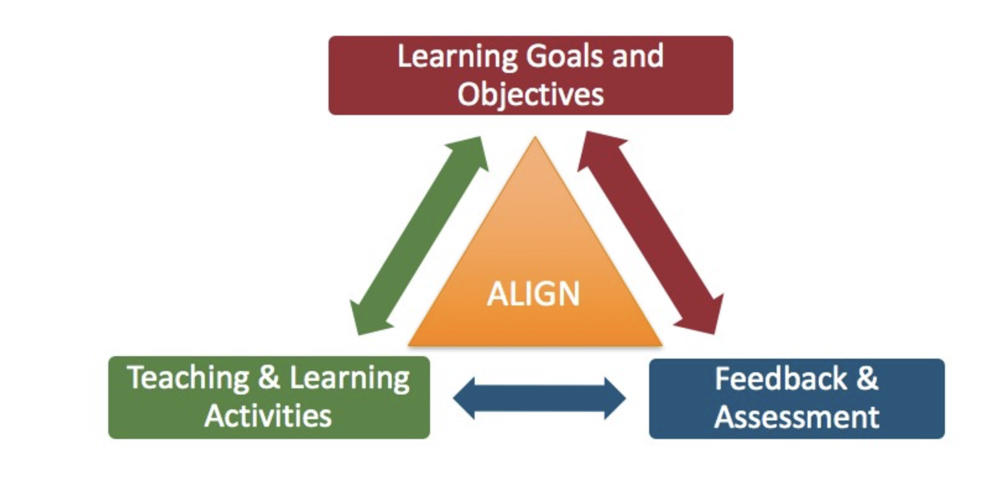 Learning Goals and
Objectives
ALIGN
Teaching & Learning
Activities
Feedback &
Assessment